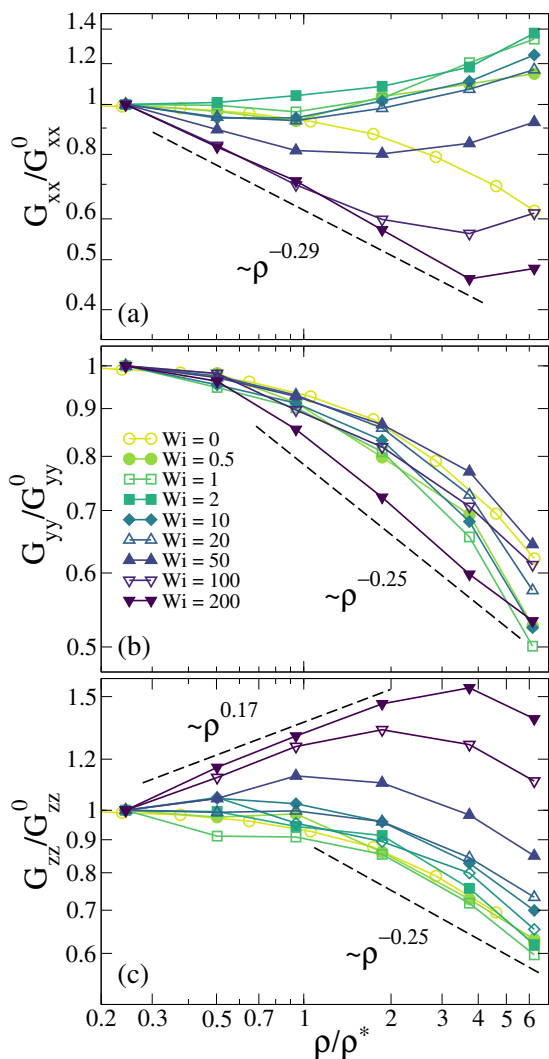 1.4
1.2
1
0.8
0.6
0.5
0.4
G_xx/G^0_xx
~ρ^−0.29
(a)
1
0.9
0.8
0.7
0.6
0.5
G_yy/G^0_yy
Wi = 0
Wi = 0.5
Wi = 1
Wi = 2
Wi = 10
Wi = 20
Wi = 50
Wi = 100
Wi = 200
~ρ^−0.25
(b)
1.5
1.2
1
0.9
0.8
0.7
0.6
G_zz/G^0_zz
~ρ^0.17
~ρ^−0.25
(c)
0.2 0.3 0.5 0.7 1 2 3 4 5 6
ρ/ρ^*